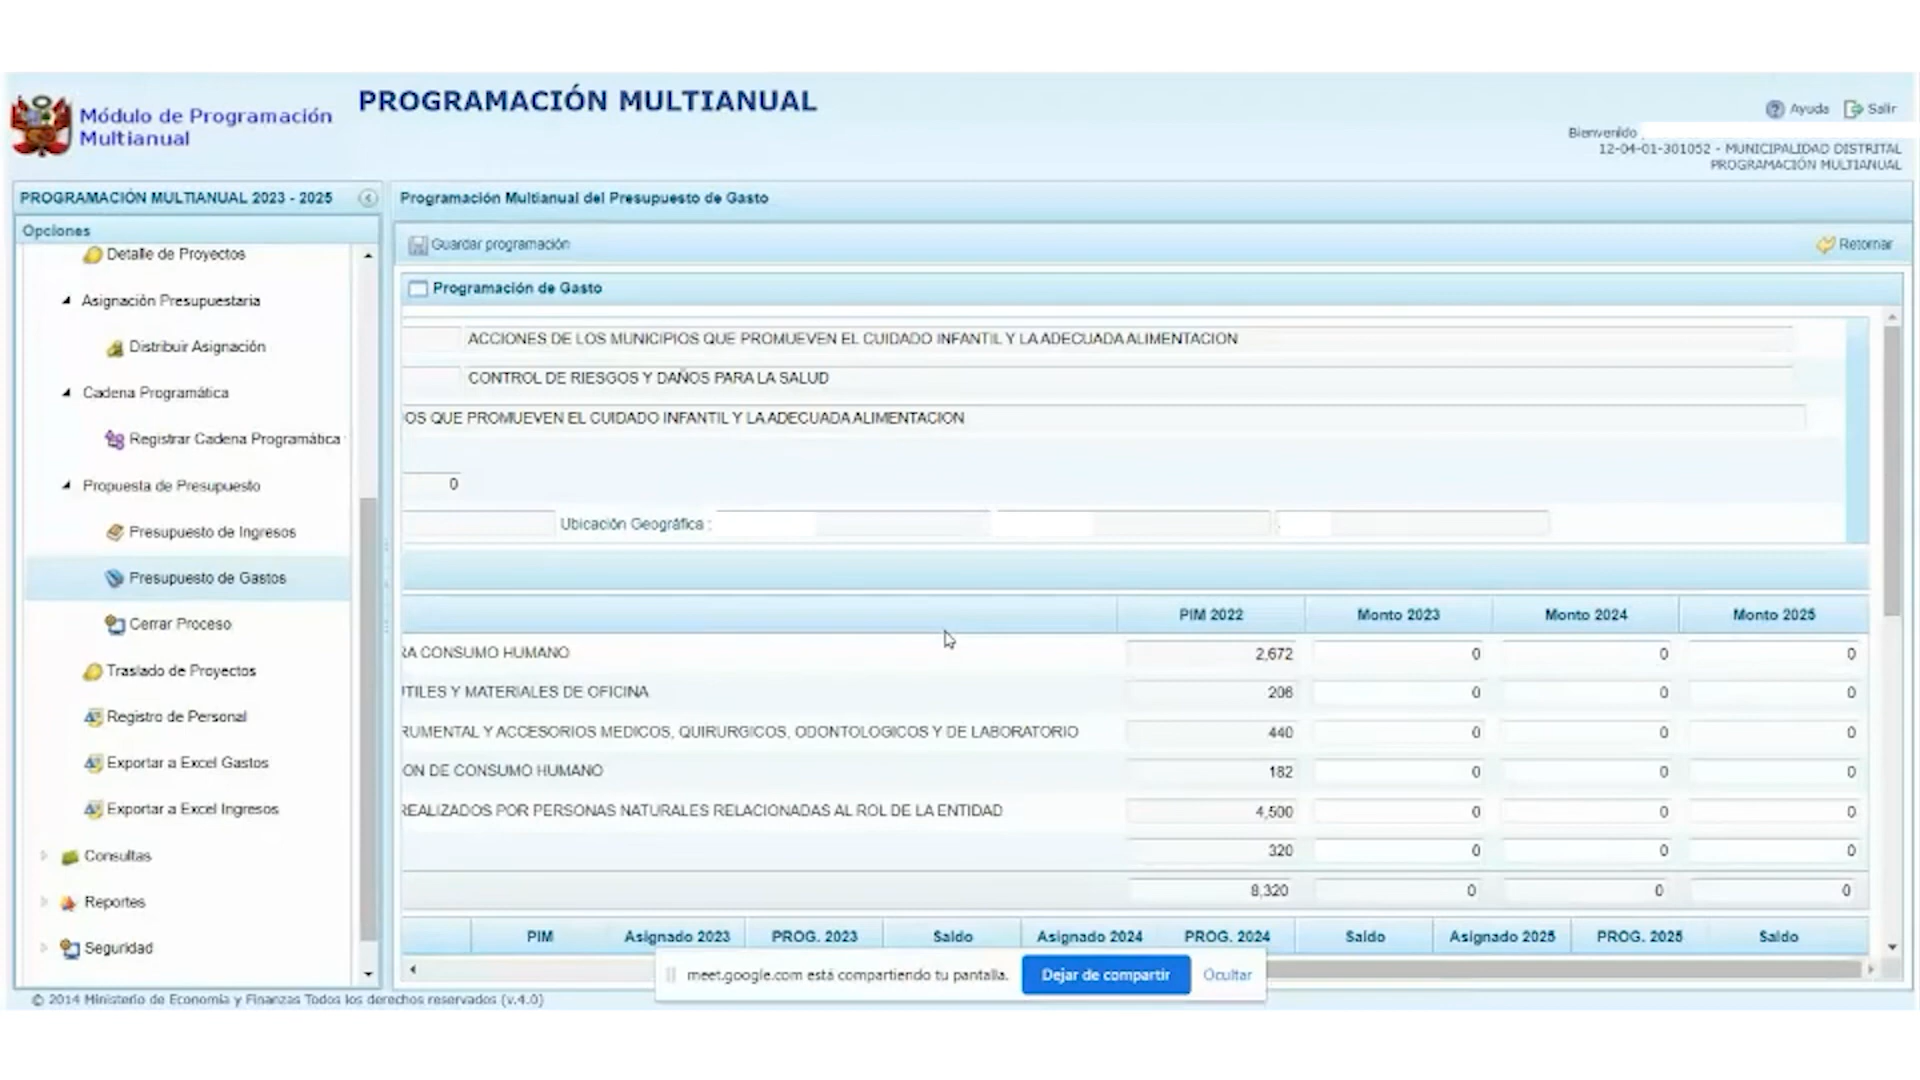 Módulo de Programación
Multianual
PROGRAMACIÓN MULTIANUAL
Ayuda
Salir
Bienvenido
12-04-01-301052 - MUNICIPALIDAD DISTRITAL
PROGRAMACIÓN MULTIANUAL
PROGRAMACIÓN MULTIANUAL 2023 - 2025
Opciones
Detalle de Proyectos
Asignación Presupuestaria
Distribuir Asignación
Cadena Programática
Registrar Cadena Programática
Propuesta de Presupuesto
Presupuesto de Ingresos
Presupuesto de Gastos
Cerrar Proceso
Traslado de Proyectos
Registro de Personal
Exportar a Excel Gastos
Exportar a Excel Ingresos
Consultas
Reportes
Seguridad
Programación Multianual del Presupuesto de Gasto
Guardar programación
Retornar
Programación de Gasto
ACCIONES DE LOS MUNICIPIOS QUE PROMUEVEN EL CUIDADO INFANTIL Y LA ADECUADA ALIMENTACION
CONTROL DE RIESGOS Y DAÑOS PARA LA SALUD
OS QUE PROMUEVEN EL CUIDADO INFANTIL Y LA ADECUADA ALIMENTACION
0
Ubicación Geográfica :
PIM 2022 Monto 2023 Monto 2024 Monto 2025
RA CONSUMO HUMANO 2,672 0 0 0
UTILES Y MATERIALES DE OFICINA 206 0 0 0
RUMENTAL Y ACCESORIOS MEDICOS, QUIRURGICOS, ODONTOLOGICOS Y DE LABORATORIO 440 0 0 0
ON DE CONSUMO HUMANO 182 0 0 0
REALIZADOS POR PERSONAS NATURALES RELACIONADAS AL ROL DE LA ENTIDAD 4,500 0 0 0
320 0 0 0
8,320 0 0 0
PIM Asignado 2023 PROG. 2023 Saldo Asignado 2024 PROG. 2024 Saldo Asignado 2025 PROG. 2025 Saldo
meet.google.com está compartiendo tu pantalla.
Dejar de compartir
Ocultar
© 2014 Ministerio de Economía y Finanzas Todos los derechos reservados (v.4.0)